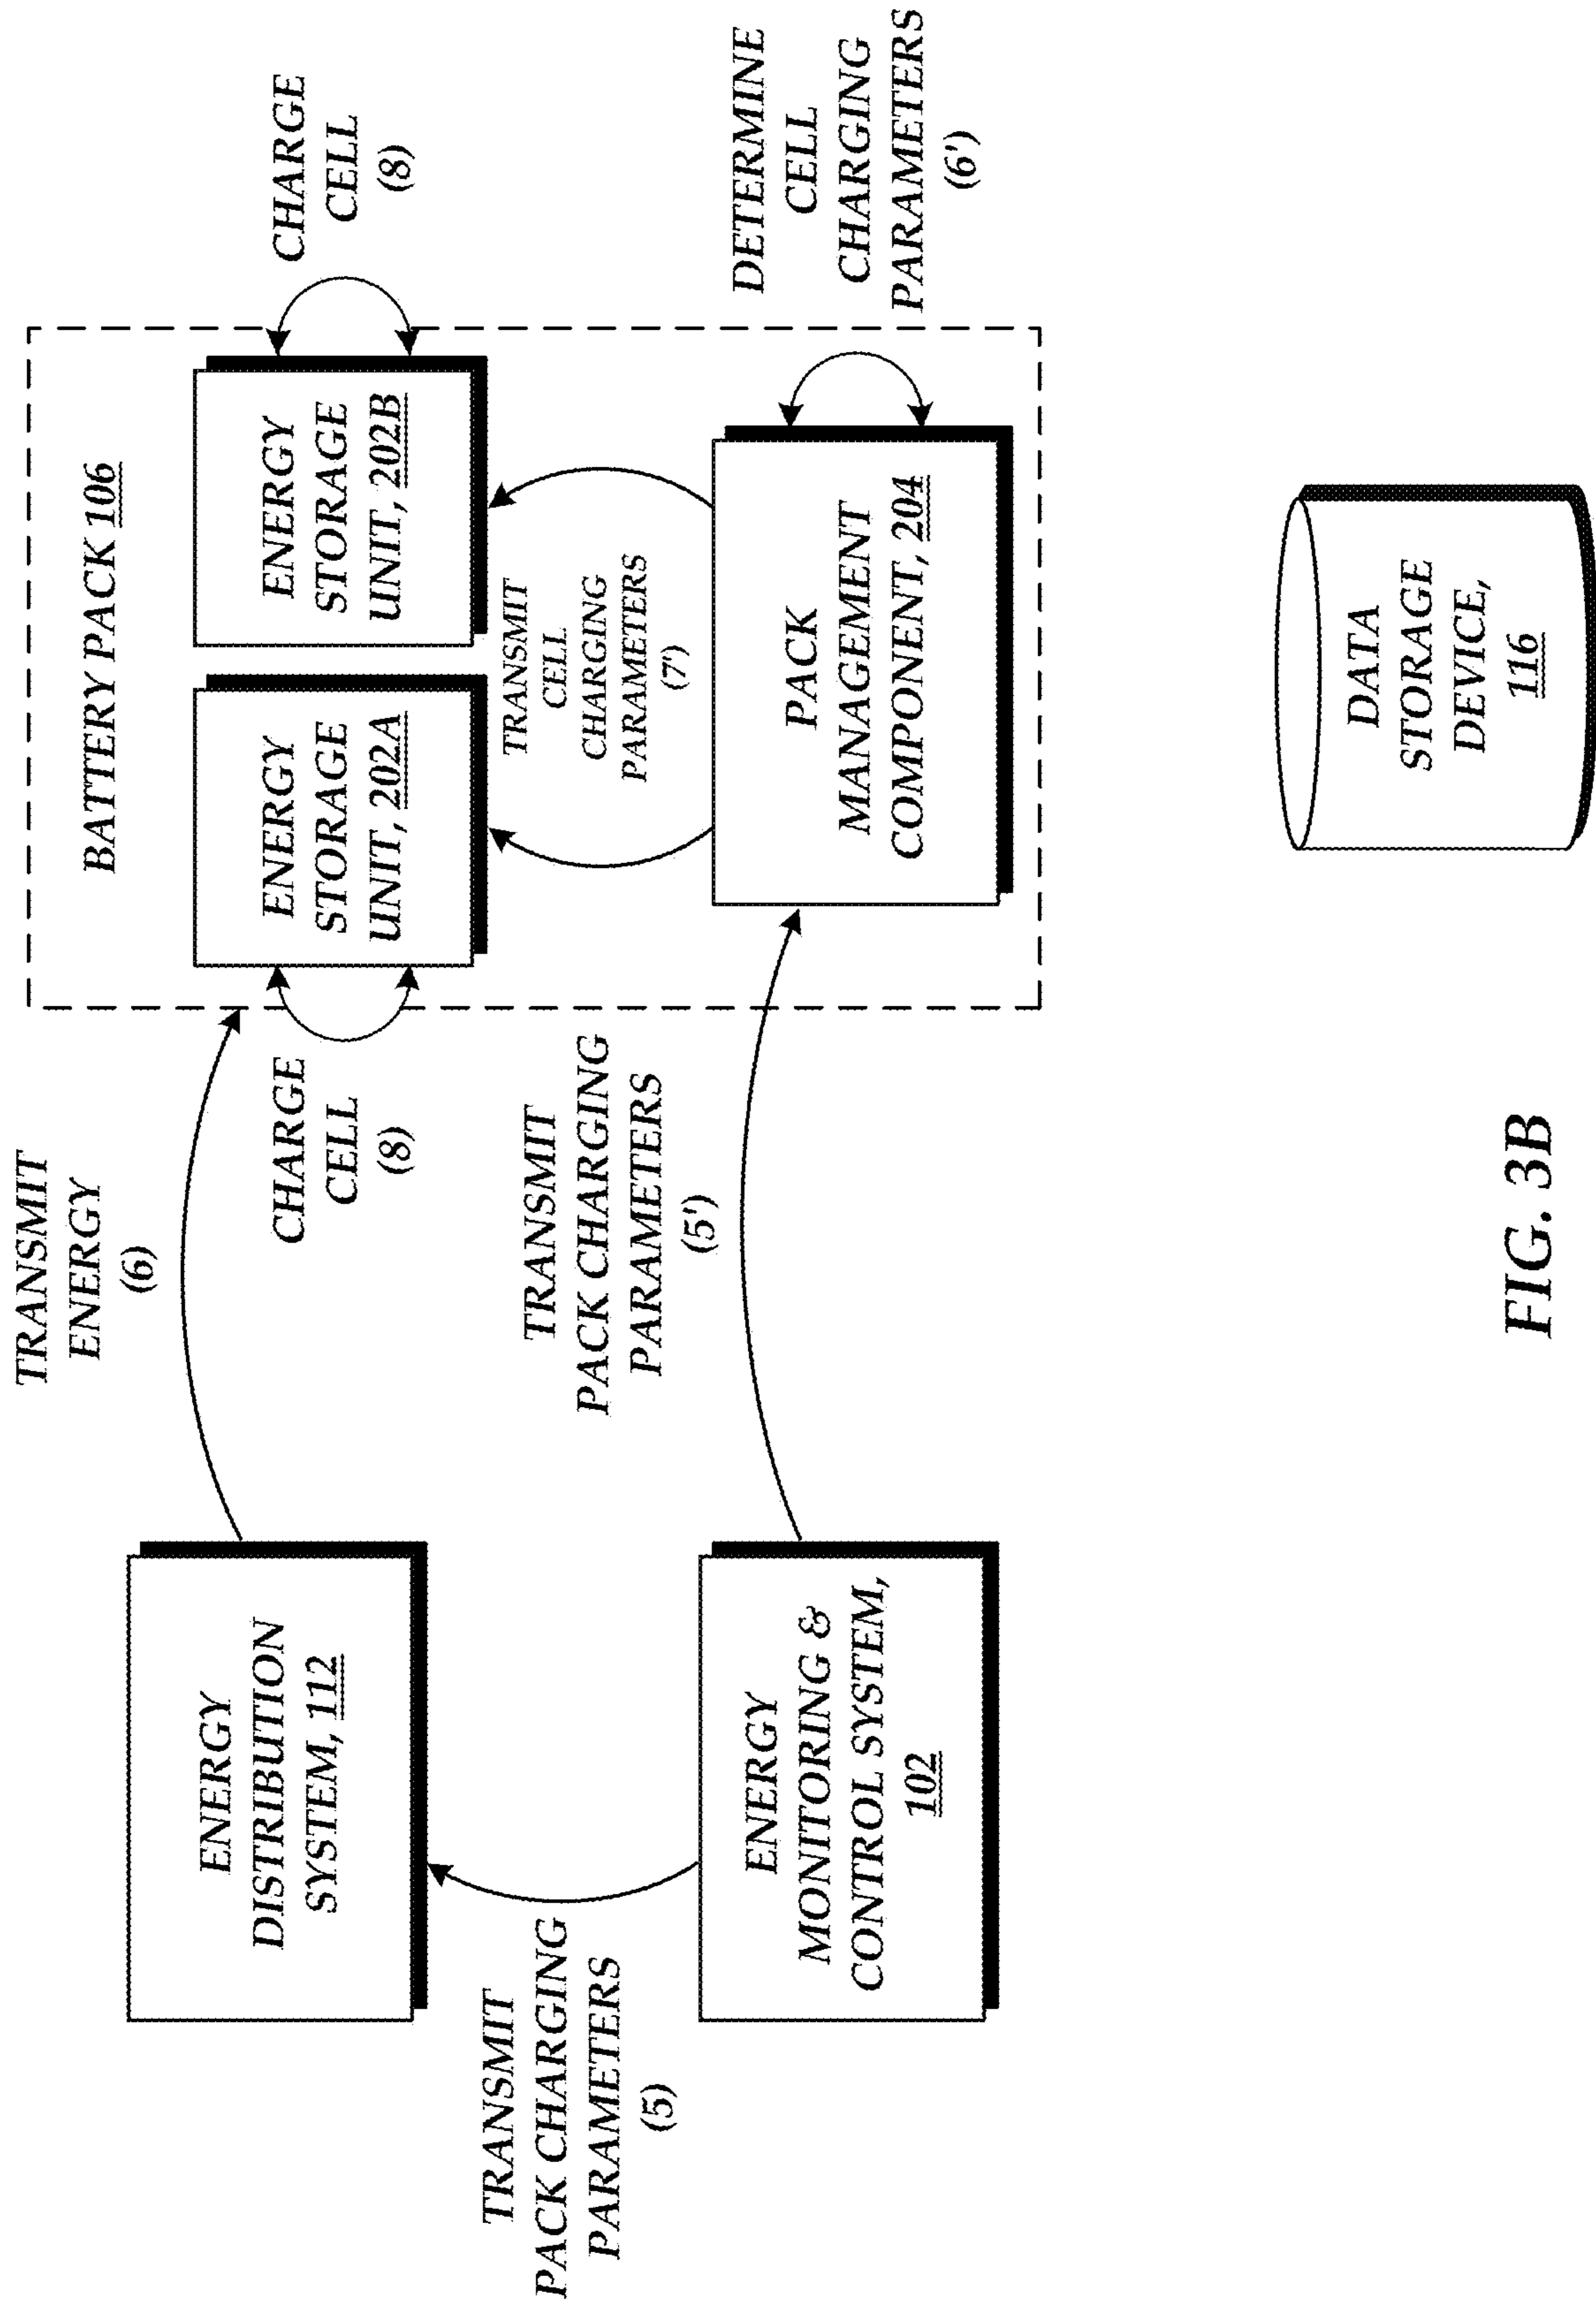 TRANSMIT
ENERGY
(6)
BATTERY PACK 106
ENERGY
DISTRIBUTION
SYSTEM, 112
CHARGE
CELL
(8)
ENERGY
STORAGE
UNIT, 202A
ENERGY
STORAGE
UNIT, 202B
CHARGE
CELL
(8)
TRANSMIT
PACK CHARGING
PARAMETERS
(5)
TRANSMIT
PACK CHARGING
PARAMETERS
(5')
TRANSMIT
CELL
CHARGING
PARAMETERS
(7')
ENERGY
MONITORING &
CONTROL SYSTEM,
102
PACK
MANAGEMENT
COMPONENT, 204
DETERMINE
CELL
CHARGING
PARAMETERS
(6')
DATA
STORAGE
DEVICE,
116
FIG. 3B